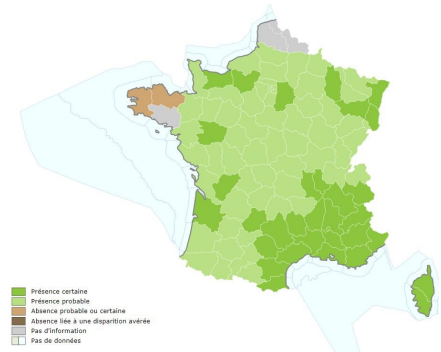 Présence certaine
Présence probable
Absence probable ou certaine
Absence liée à une disparition avérée
Pas d'information
Pas de données